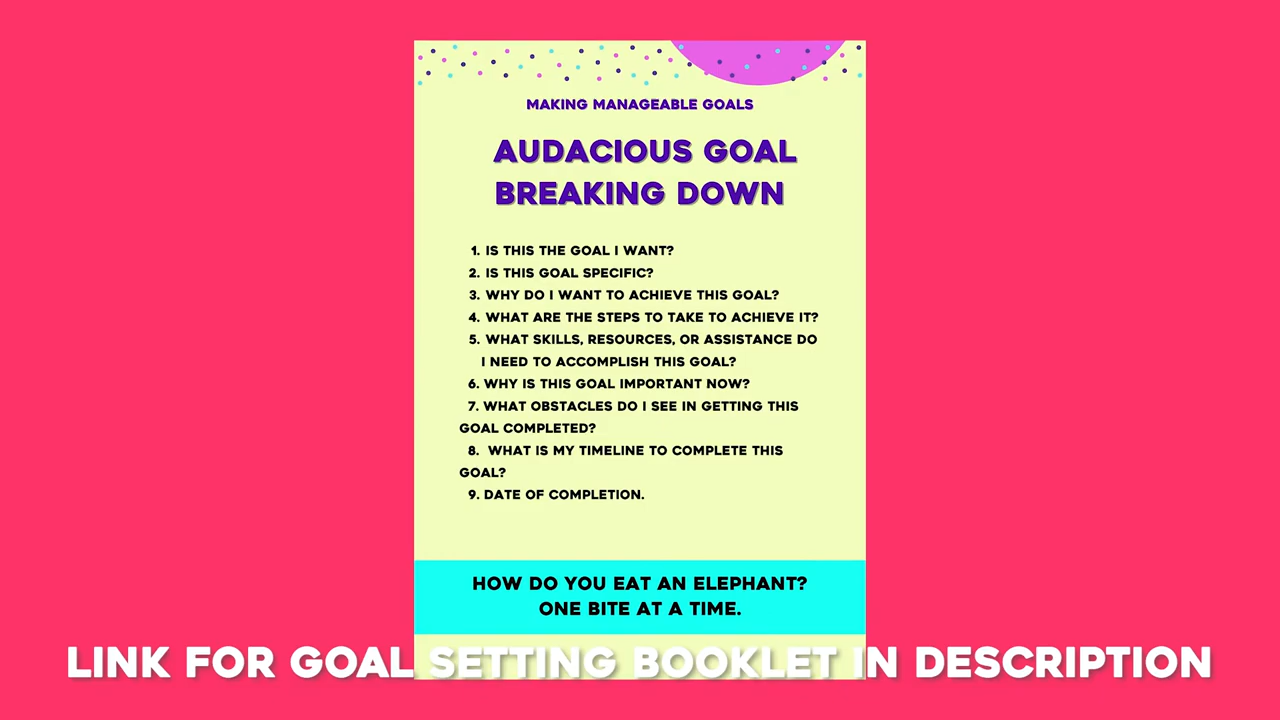 MAKING MANAGEABLE GOALS
AUDACIOUS GOAL
BREAKING DOWN
1. IS THIS THE GOAL I WANT?
2. IS THIS GOAL SPECIFIC?
3. WHY DO I WANT TO ACHIEVE THIS GOAL?
4. WHAT ARE THE STEPS TO TAKE TO ACHIEVE IT?
5. WHAT SKILLS, RESOURCES, OR ASSISTANCE DO
I NEED TO ACCOMPLISH THIS GOAL?
6. WHY IS THIS GOAL IMPORTANT NOW?
7. WHAT OBSTACLES DO I SEE IN GETTING THIS
GOAL COMPLETED?
8. WHAT IS MY TIMELINE TO COMPLETE THIS
GOAL?
9. DATE OF COMPLETION.
HOW DO YOU EAT AN ELEPHANT?
ONE BITE AT A TIME.
LINK FOR GOAL SETTING BOOKLET IN DESCRIPTION